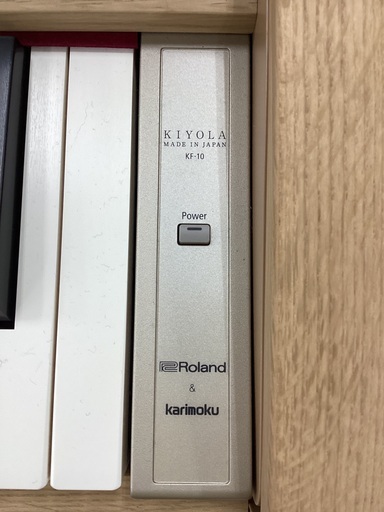 KIYOLA
MADE IN JAPAN
KF-10
Power
Roland
&
karimoku